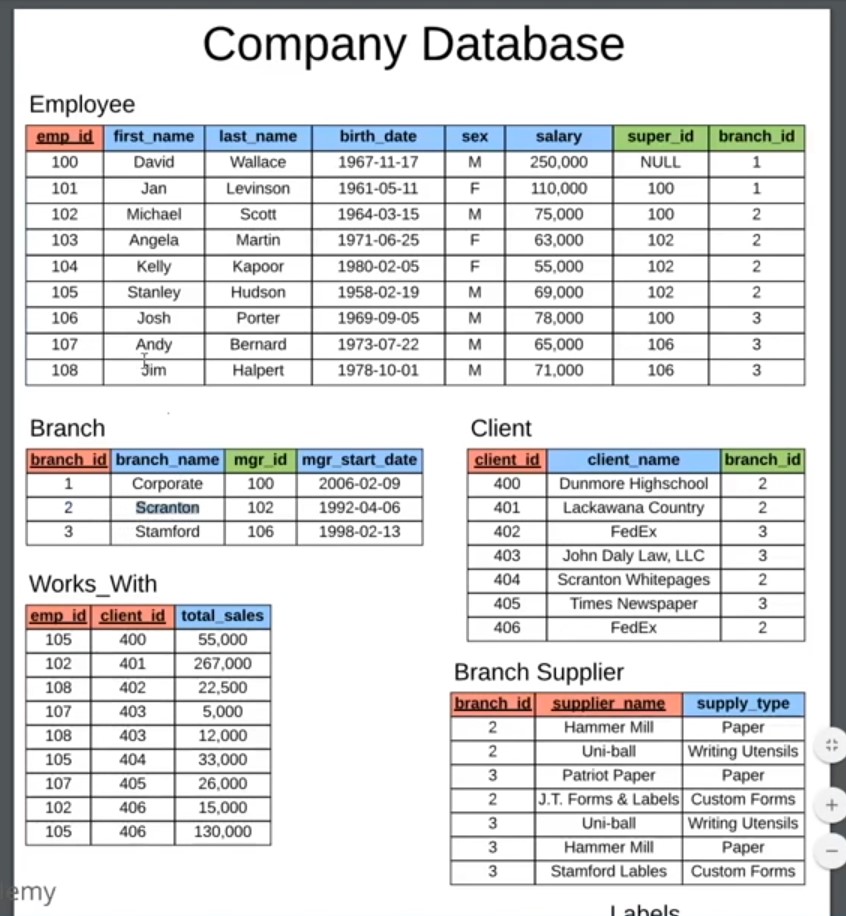 Company Database
Employee
emp_id first_name last_name birth_date sex salary super_id branch_id
100 David Wallace 1967-11-17 M 250,000 NULL 1
101 Jan Levinson 1961-05-11 F 110,000 100 1
102 Michael Scott 1964-03-15 M 75,000 100 2
103 Angela Martin 1971-06-25 F 63,000 102 2
104 Kelly Kapoor 1980-02-05 F 55,000 102 2
105 Stanley Hudson 1958-02-19 M 69,000 102 2
106 Josh Porter 1969-09-05 M 78,000 100 3
107 Andy Bernard 1973-07-22 M 65,000 106 3
108 Jim Halpert 1978-10-01 M 71,000 106 3
Branch
branch_id branch_name mgr_id mgr_start_date
1 Corporate 100 2006-02-09
2 Scranton 102 1992-04-06
3 Stamford 106 1998-02-13
Client
client_id client_name branch_id
400 Dunmore Highschool 2
401 Lackawana Country 2
402 FedEx 3
403 John Daly Law, LLC 3
404 Scranton Whitepages 2
405 Times Newspaper 3
406 FedEx 2
Works_With
emp_id client_id total_sales
105 400 55,000
102 401 267,000
108 402 22,500
107 403 5,000
108 403 12,000
105 404 33,000
107 405 26,000
102 406 15,000
105 406 130,000
Branch Supplier
branch_id supplier_name supply_type
2 Hammer Mill Paper
2 Uni-ball Writing Utensils
3 Patriot Paper Paper
2 J.T. Forms & Labels Custom Forms
3 Uni-ball Writing Utensils
3 Hammer Mill Paper
3 Stamford Lables Custom Forms
demy
Labels